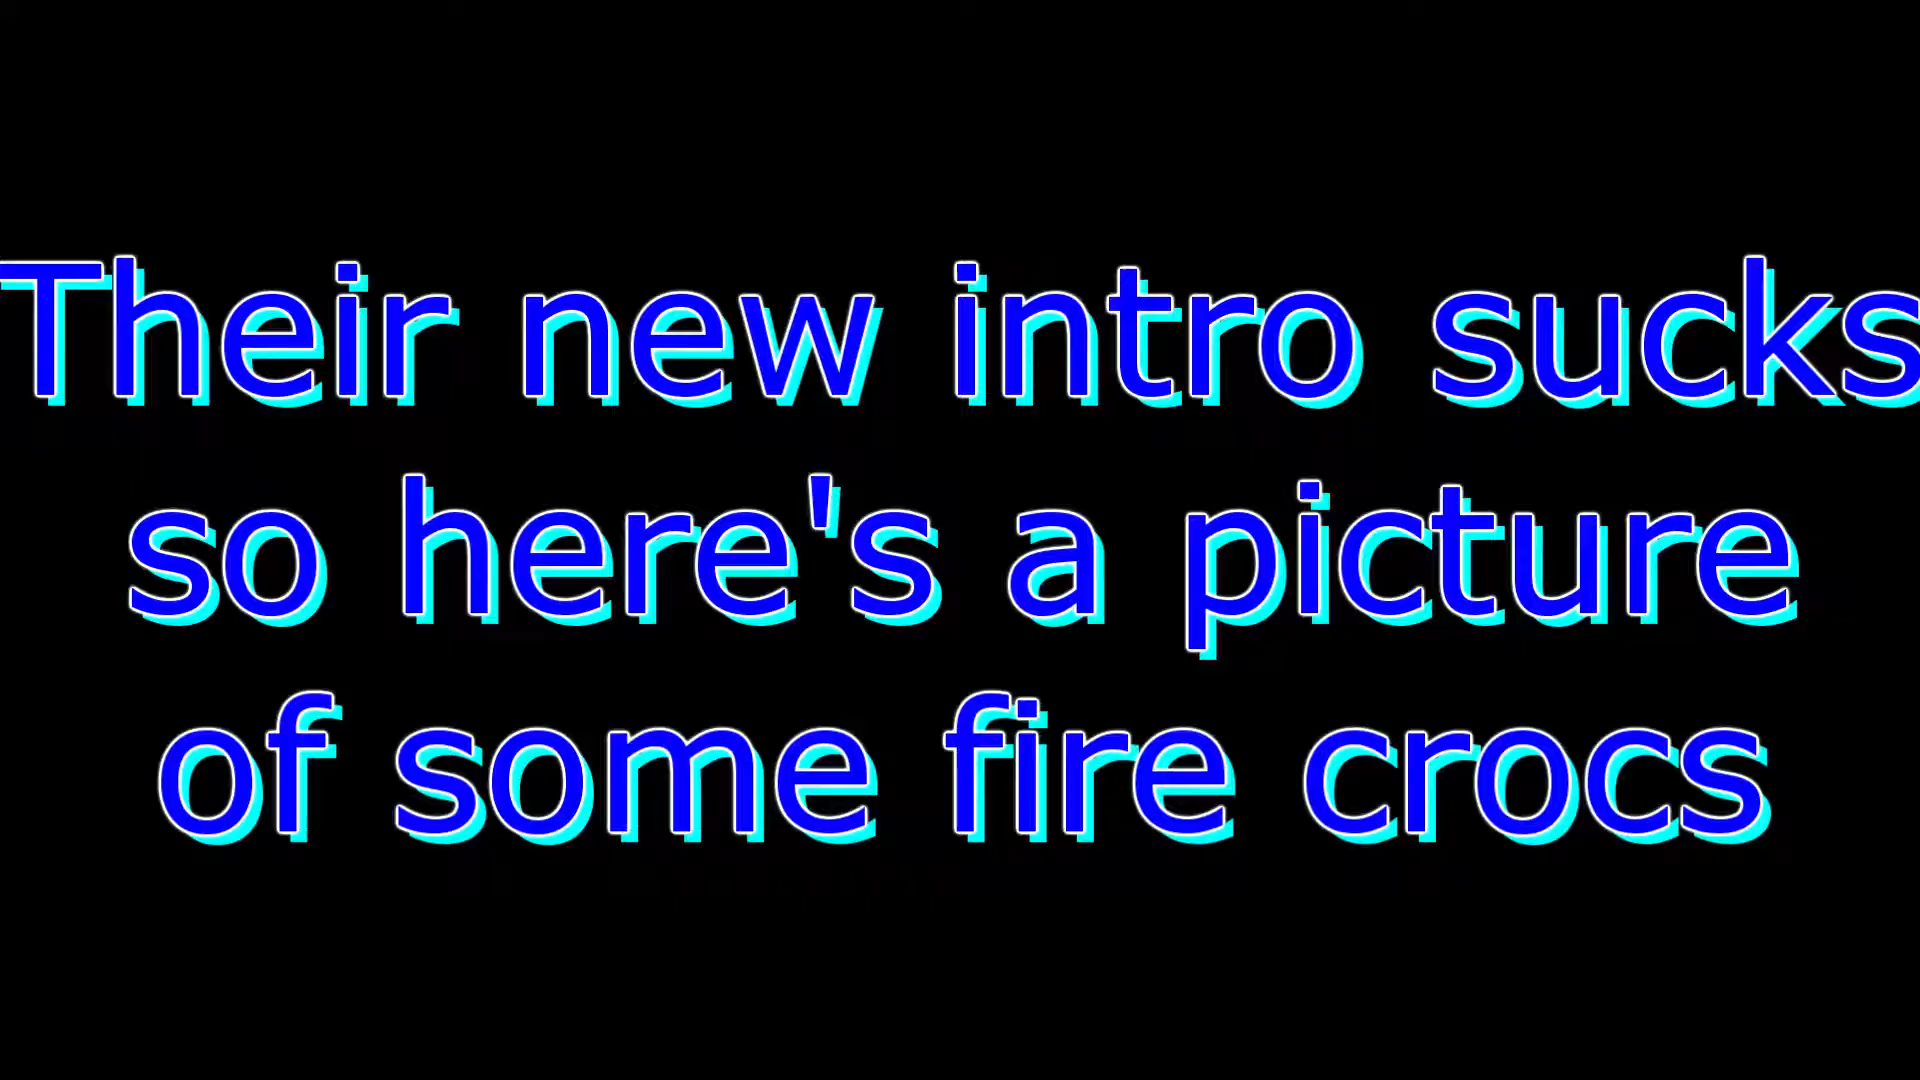 Their new intro sucks
so here's a picture
of some fire crocs